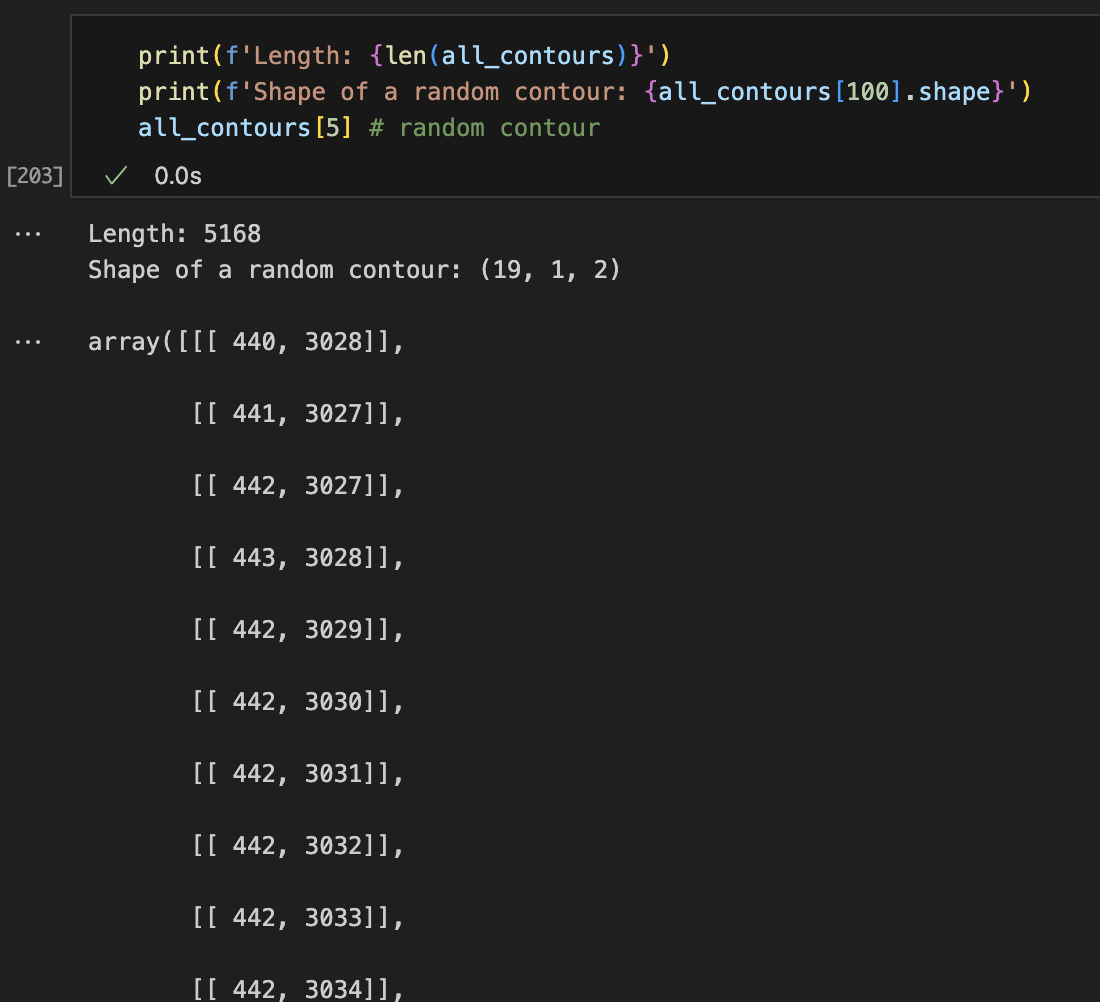 print(f'Length: {len(all_contours)}')
print(f'Shape of a random contour: {all_contours[100].shape}')
all_contours[5] # random contour
[203] ✓ 0.0s
... Length: 5168
Shape of a random contour: (19, 1, 2)
... array([[[ 440, 3028]],
[[ 441, 3027]],
[[ 442, 3027]],
[[ 443, 3028]],
[[ 442, 3029]],
[[ 442, 3030]],
[[ 442, 3031]],
[[ 442, 3032]],
[[ 442, 3033]],
[[ 442, 3034]],